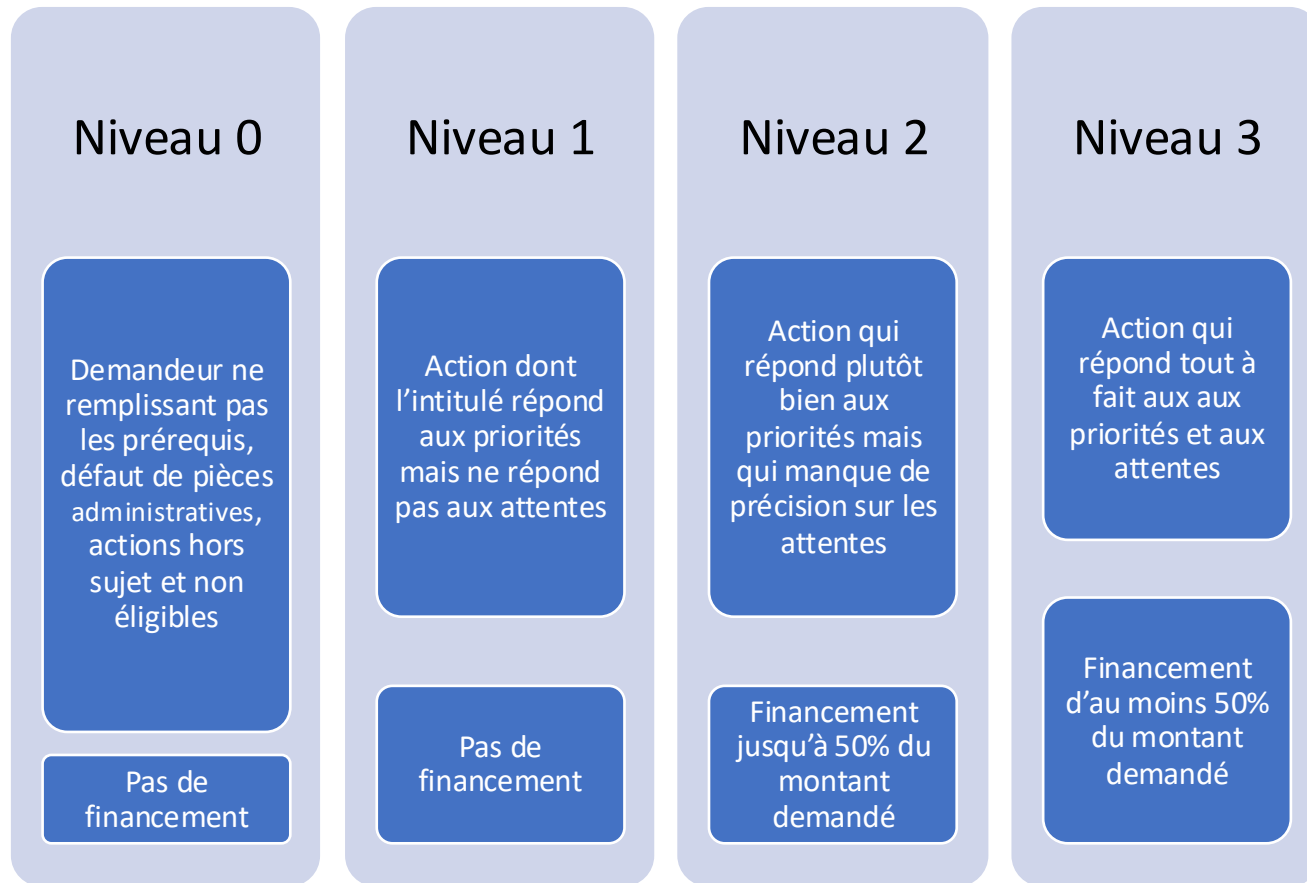 Niveau 0
Demandeur ne
remplissant pas
les prérequis,
défaut de pièces
administratives,
actions hors
sujet et non
éligibles
Pas de
financement
Niveau 1
Action dont
l’intitulé répond
aux priorités
mais ne répond
pas aux attentes
Pas de
financement
Niveau 2
Action qui
répond plutôt
bien aux
priorités mais
qui manque de
précision sur les
attentes
Financement
jusqu’à 50% du
montant
demandé
Niveau 3
Action qui
répond tout à
fait aux aux
priorités et aux
attentes
Financement
d’au moins 50%
du montant
demandé